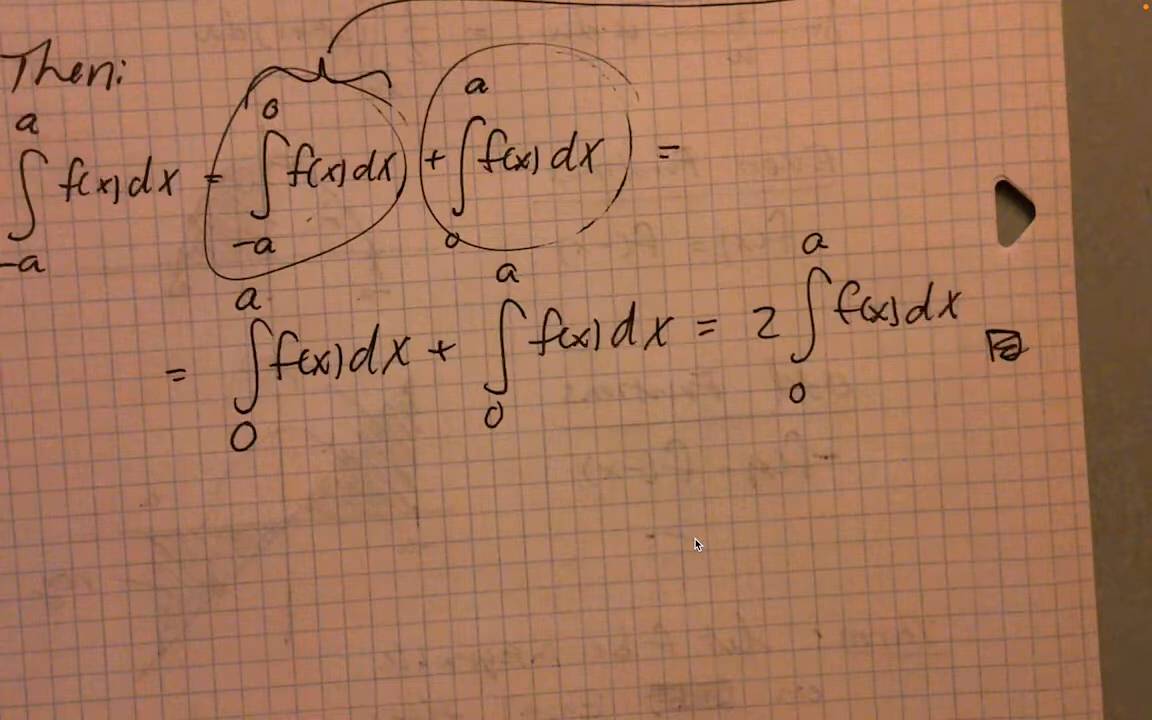 Then:
∫_{-a}^{a} f(x)dx = ∫_{-a}^{0} f(x)dx + ∫_{0}^{a} f(x)dx =
= ∫_{0}^{a} f(x)dx + ∫_{0}^{a} f(x)dx = 2 ∫_{0}^{a} f(x)dx